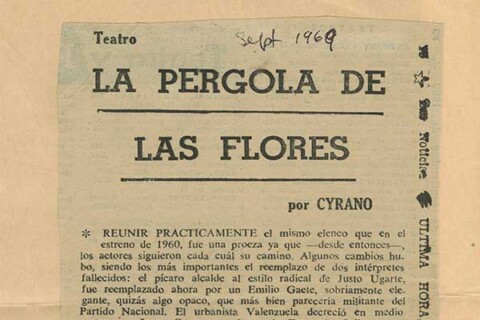 Teatro
Sept 1969
LA PERGOLA DE
LAS FLORES
por CYRANO
* REUNIR PRACTICAMENTE el mismo elenco que en el
estreno de 1960, fue una proeza ya que —desde entonces—,
los actores siguieron cada cuál su camino. Algunos cambios hu-
bo, siendo los más importantes el reemplazo de dos intérpretes
fallecidos: el pícaro alcalde al estilo radical de Justo Ugarte,
fue reemplazado ahora por un Emilio Gaete, sobriamente ele-
gante, quizás algo opaco, que más bien parecería militante del
Partido Nacional. El urbanista Valenzuela decreció en medio
ULTIMA HORA